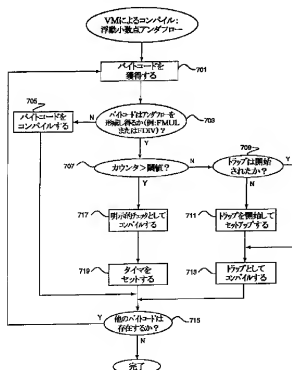 VMによるコンパイル:
浮動小数点アンダフロー
バイトコードを
獲得する
701
705
バイトコードを
コンパイルする
N
バイトコードはアンダフローを
形成し得るか(例:FMUL
またはFDIV)?
703
Y
709
707
カウンタ>閾値?
N
トラップは開始
されたか?
Y
Y
N
717
明示的チェックとして
コンパイルする
711
トラップを開始して
セットアップする
719
タイマを
セットする
713
トラップとして
コンパイルする
Y
他のバイトコードは
存在するか?
715
N
完了